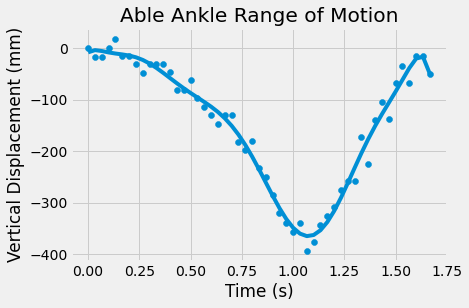 Able Ankle Range of Motion
Vertical Displacement (mm)
0
−100
−200
−300
−400
0.00 0.25 0.50 0.75 1.00 1.25 1.50 1.75
Time (s)